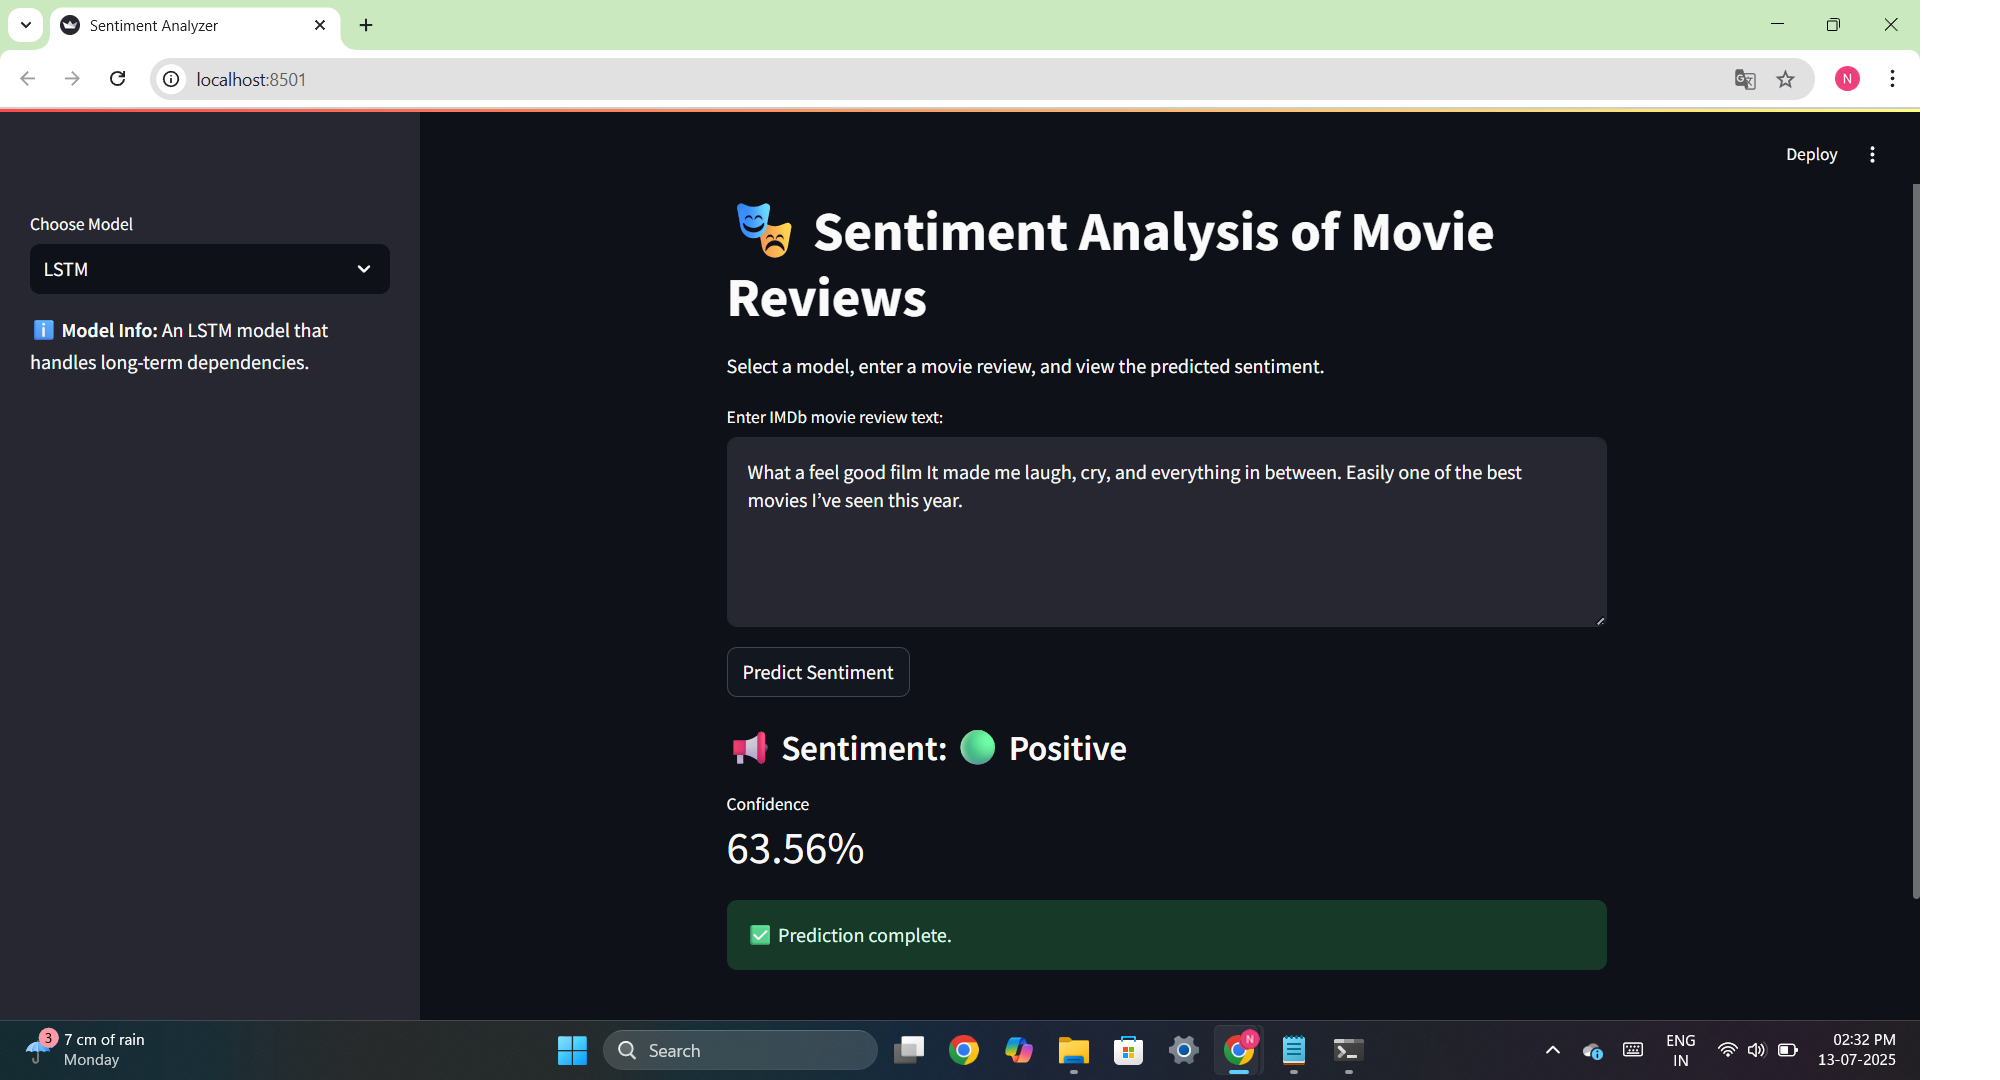 Sentiment Analyzer
localhost:8501
N
Deploy
Choose Model
LSTM
Model Info: An LSTM model that
handles long-term dependencies.
Sentiment Analysis of Movie
Reviews
Select a model, enter a movie review, and view the predicted sentiment.
Enter IMDb movie review text:
What a feel good film It made me laugh, cry, and everything in between. Easily one of the best
movies I’ve seen this year.
Predict Sentiment
Sentiment: Positive
Confidence
63.56%
Prediction complete.
3
7 cm of rain
Monday
Search
N
ENG
IN
02:32 PM
13-07-2025